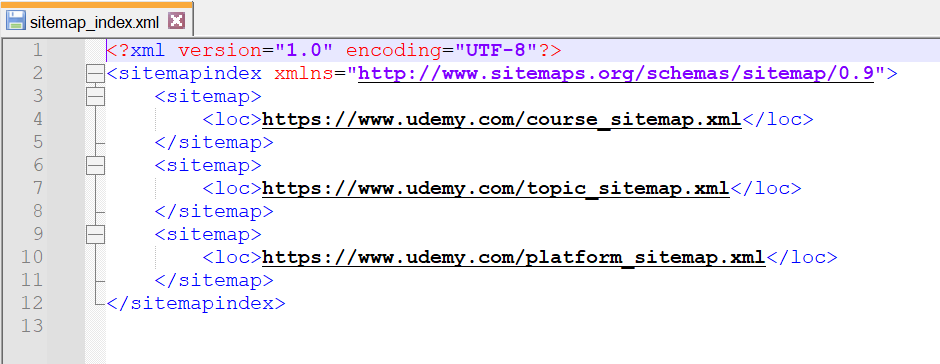 sitemap_index.xml
1 <?xml version="1.0" encoding="UTF-8"?>
2 <sitemapindex xmlns="http://www.sitemaps.org/schemas/sitemap/0.9">
3     <sitemap>
4         <loc>https://www.udemy.com/course_sitemap.xml</loc>
5     </sitemap>
6     <sitemap>
7         <loc>https://www.udemy.com/topic_sitemap.xml</loc>
8     </sitemap>
9     <sitemap>
10         <loc>https://www.udemy.com/platform_sitemap.xml</loc>
11     </sitemap>
12 </sitemapindex>
13